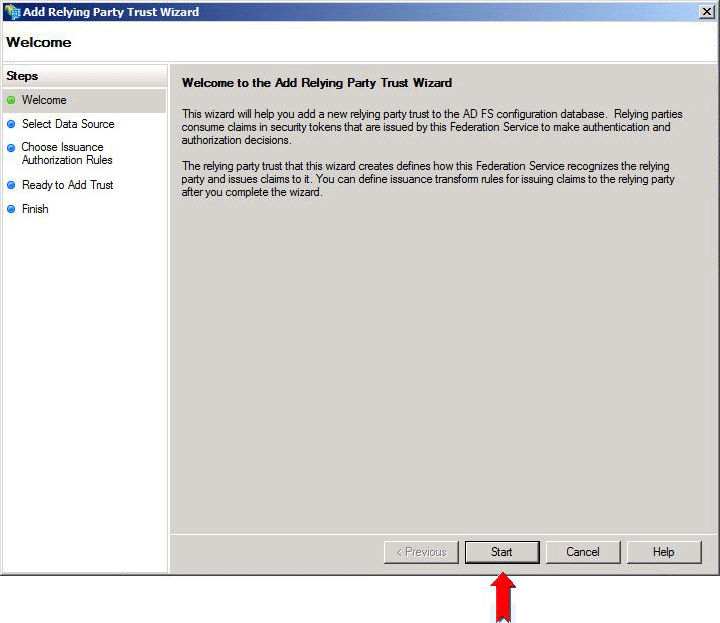 Add Relying Party Trust Wizard
Welcome
Steps
Welcome
Select Data Source
Choose Issuance
Authorization Rules
Ready to Add Trust
Finish
Welcome to the Add Relying Party Trust Wizard
This wizard will help you add a new relying party trust to the AD FS configuration database.  Relying parties
consume claims in security tokens that are issued by this Federation Service to make authentication and
authorization decisions.
The relying party trust that this wizard creates defines how this Federation Service recognizes the relying
party and issues claims to it. You can define issuance transform rules for issuing claims to the relying party
after you complete the wizard.
< Previous
Start
Cancel
Help